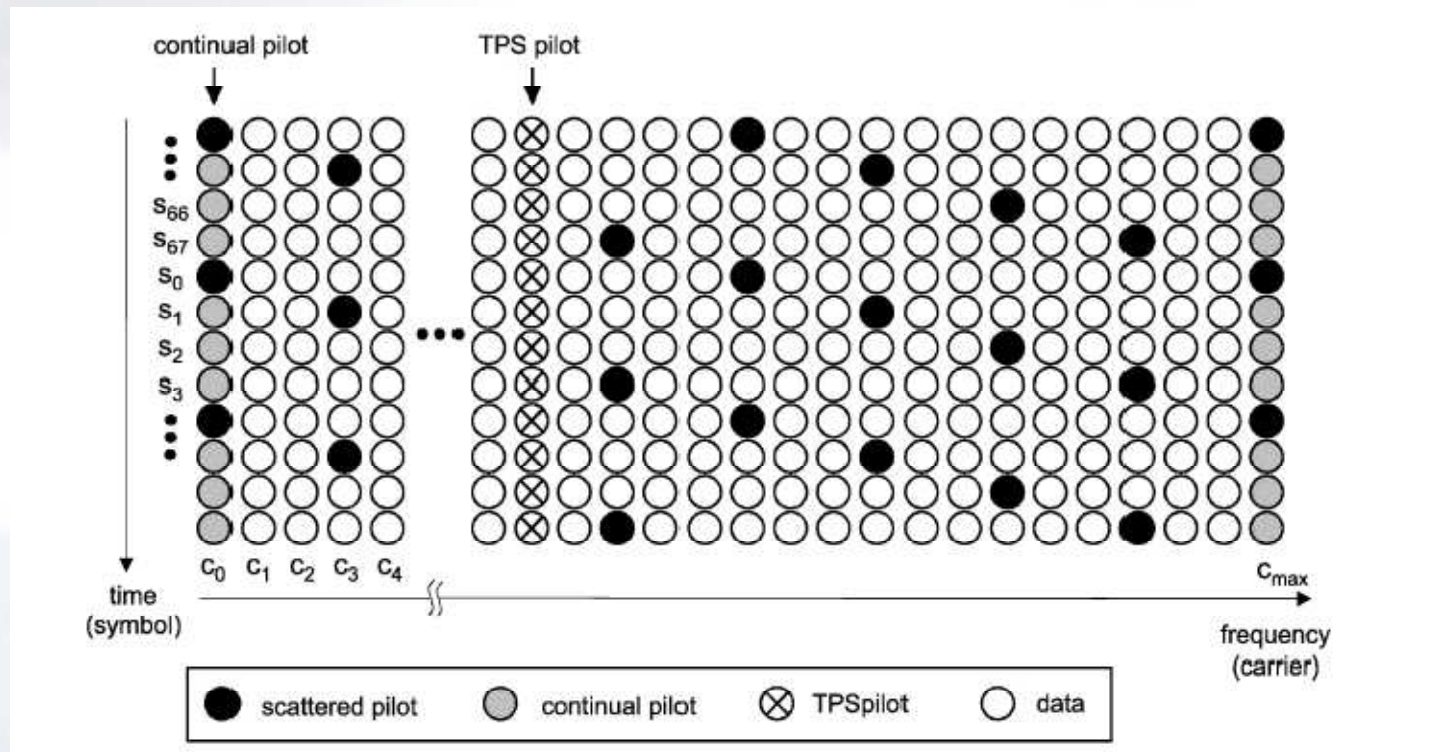 continual pilot
TPS pilot
S66
S67
S0
S1
S2
S3
C0 C1 C2 C3 C4
Cmax
time
(symbol)
frequency
(carrier)
scattered pilot
continual pilot
TPSpilot
data